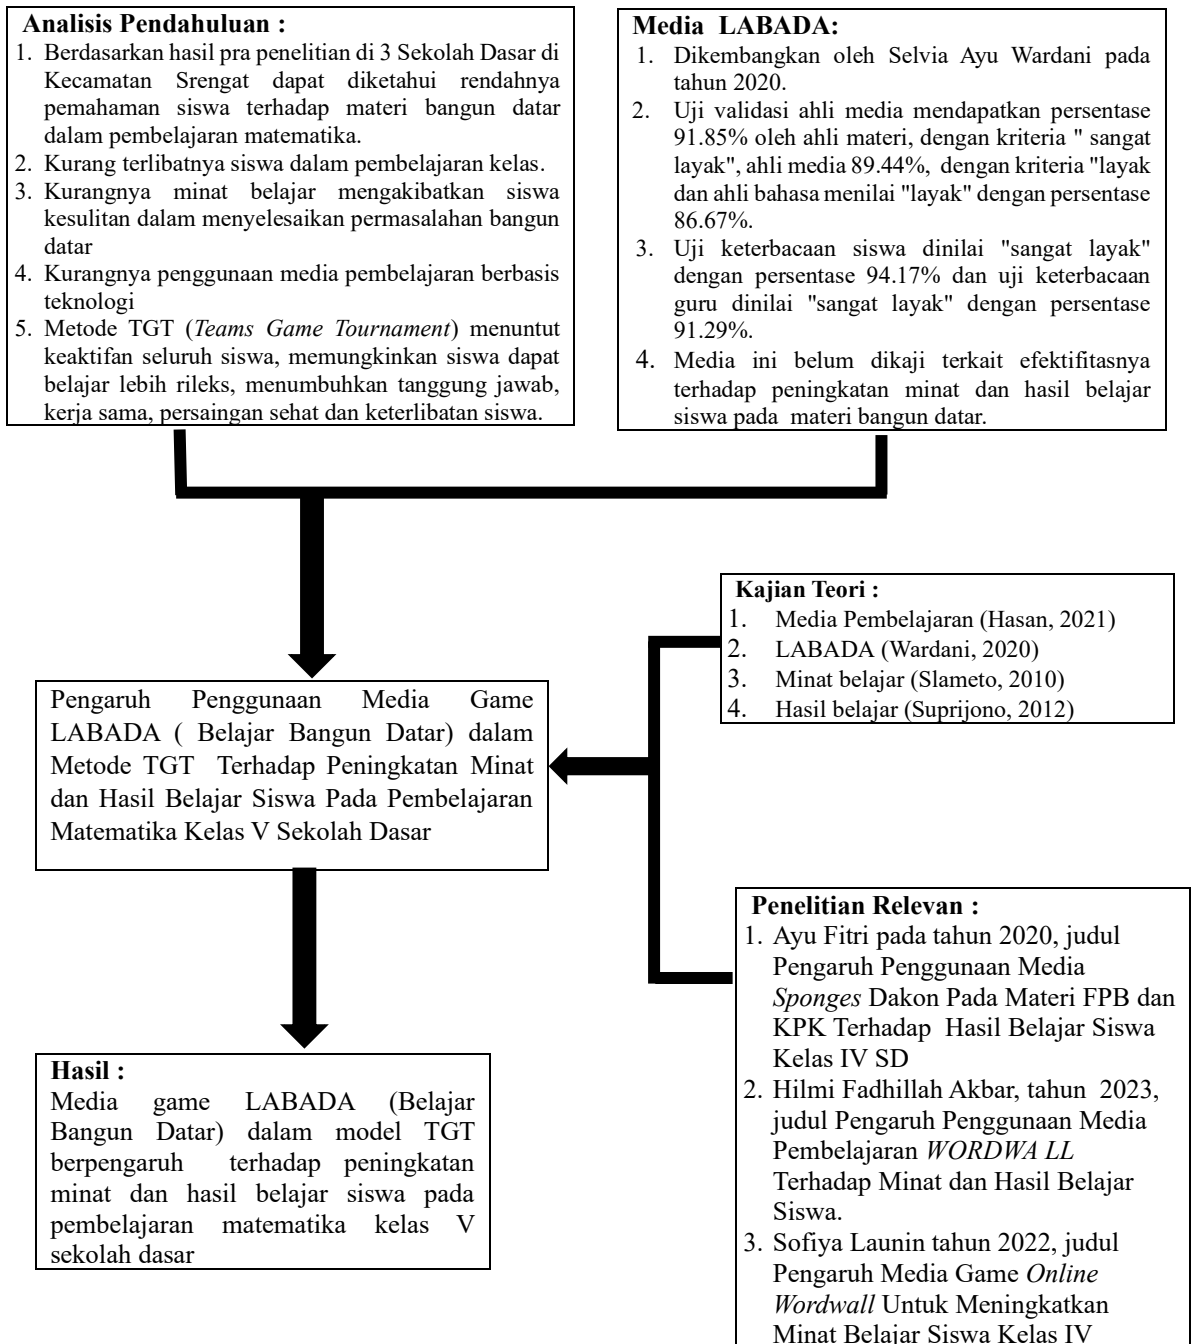 Analisis Pendahuluan :
1. Berdasarkan hasil pra penelitian di 3 Sekolah Dasar di
Kecamatan Srengat dapat diketahui rendahnya
pemahaman siswa terhadap materi bangun datar
dalam pembelajaran matematika.
2. Kurang terlibatnya siswa dalam pembelajaran kelas.
3. Kurangnya minat belajar mengakibatkan siswa
kesulitan dalam menyelesaikan permasalahan bangun
datar
4. Kurangnya penggunaan media pembelajaran berbasis
teknologi
5. Metode TGT (Teams Game Tournament) menuntut
keaktifan seluruh siswa, memungkinkan siswa dapat
belajar lebih rileks, menumbuhkan tanggung jawab,
kerja sama, persaingan sehat dan keterlibatan siswa.
Media LABADA:
1. Dikembangkan oleh Selvia Ayu Wardani pada
tahun 2020.
2. Uji validasi ahli media mendapatkan persentase
91.85% oleh ahli materi, dengan kriteria " sangat
layak", ahli media 89.44%, dengan kriteria "layak
dan ahli bahasa menilai "layak" dengan persentase
86.67%.
3. Uji keterbacaan siswa dinilai "sangat layak"
dengan persentase 94.17% dan uji keterbacaan
guru dinilai "sangat layak" dengan persentase
91.29%.
4. Media ini belum dikaji terkait efektifitasnya
terhadap peningkatan minat dan hasil belajar
siswa pada materi bangun datar.
Kajian Teori :
1. Media Pembelajaran (Hasan, 2021)
2. LABADA (Wardani, 2020)
3. Minat belajar (Slameto, 2010)
4. Hasil belajar (Suprijono, 2012)
Pengaruh Penggunaan Media Game
LABADA ( Belajar Bangun Datar) dalam
Metode TGT Terhadap Peningkatan Minat
dan Hasil Belajar Siswa Pada Pembelajaran
Matematika Kelas V Sekolah Dasar
Penelitian Relevan :
1. Ayu Fitri pada tahun 2020, judul
Pengaruh Penggunaan Media
Sponges Dakon Pada Materi FPB dan
KPK Terhadap Hasil Belajar Siswa
Kelas IV SD
2. Hilmi Fadhillah Akbar, tahun 2023,
judul Pengaruh Penggunaan Media
Pembelajaran WORDWA LL
Terhadap Minat dan Hasil Belajar
Siswa.
3. Sofiya Launin tahun 2022, judul
Pengaruh Media Game Online
Wordwall Untuk Meningkatkan
Minat Belajar Siswa Kelas IV
Hasil :
Media game LABADA (Belajar
Bangun Datar) dalam model TGT
berpengaruh terhadap peningkatan
minat dan hasil belajar siswa pada
pembelajaran matematika kelas V
sekolah dasar